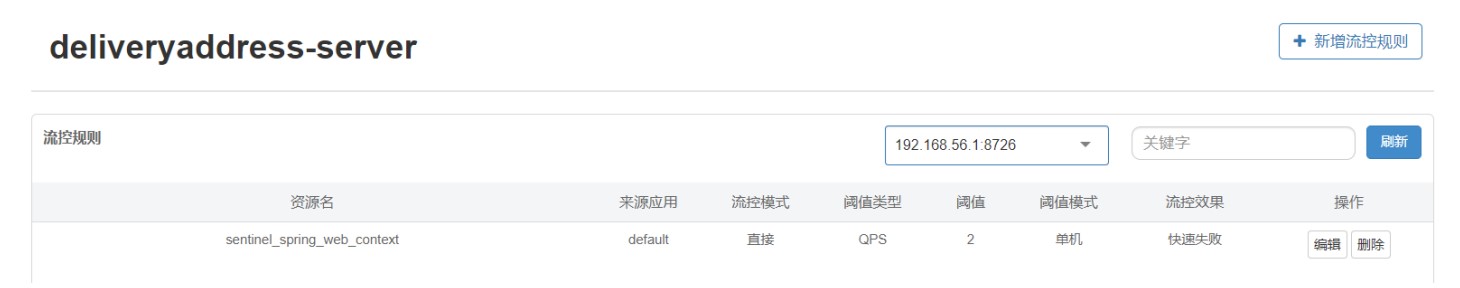 deliveryaddress-server
+ 新增流控规则
流控规则
192.168.56.1:8726
关键字
刷新
资源名 来源应用 流控模式 阈值类型 阈值 阈值模式 流控效果 操作
sentinel_spring_web_context default 直接 QPS 2 单机 快速失败 编辑 删除